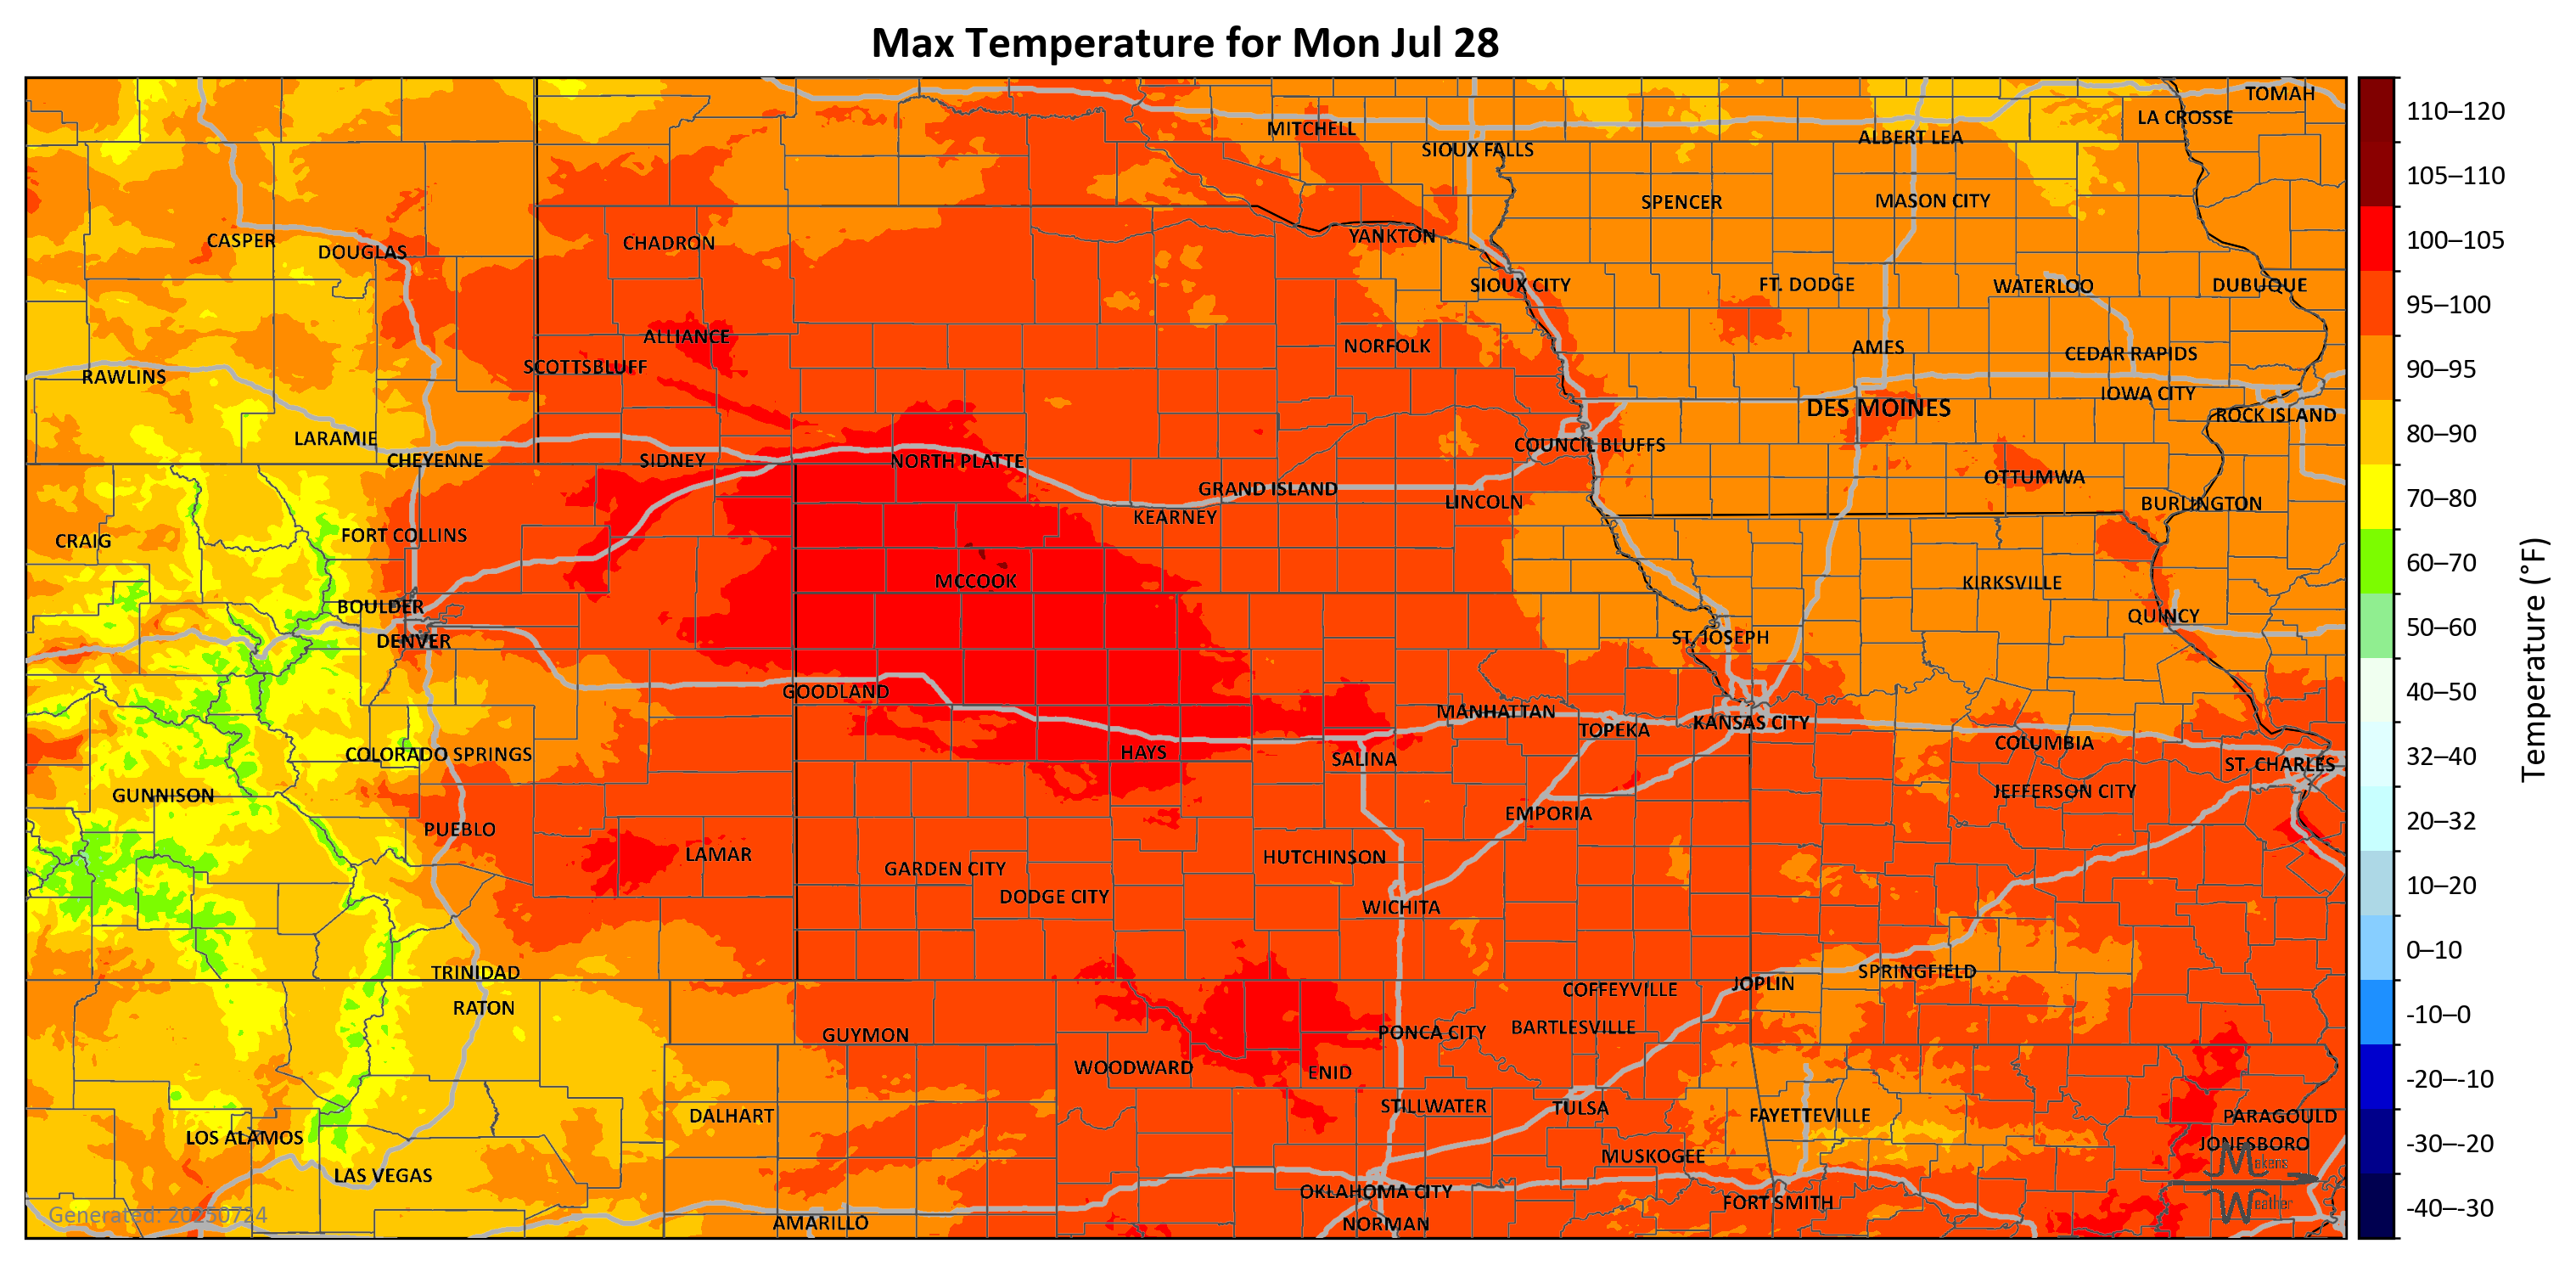 Max Temperature for Mon Jul 28
TOMAH
LA CROSSE
MITCHELL
ALBERT LEA
SIOUX FALLS
SPENCER
MASON CITY
CASPER
DOUGLAS
CHADRON
YANKTON
SIOUX CITY
FT. DODGE
WATERLOO
DUBUQUE
ALLIANCE
NORFOLK
AMES
CEDAR RAPIDS
SCOTTSBLUFF
RAWLINS
IOWA CITY
DES MOINES
ROCK ISLAND
LARAMIE
COUNCIL BLUFFS
CHEYENNE
SIDNEY
NORTH PLATTE
OTTUMWA
GRAND ISLAND
LINCOLN
BURLINGTON
KEARNEY
FORT COLLINS
CRAIG
MCCOOK
KIRKSVILLE
BOULDER
QUINCY
DENVER
ST. JOSEPH
GOODLAND
MANHATTAN
TOPEKA
KANSAS CITY
COLUMBIA
COLORADO SPRINGS
HAYS
SALINA
ST. CHARLES
GUNNISON
JEFFERSON CITY
EMPORIA
PUEBLO
LAMAR
HUTCHINSON
GARDEN CITY
DODGE CITY
WICHITA
TRINIDAD
SPRINGFIELD
JOPLIN
COFFEYVILLE
RATON
GUYMON
PONCA CITY
BARTLESVILLE
WOODWARD
ENID
STILLWATER
TULSA
DALHART
FAYETTEVILLE
PARAGOULD
LOS ALAMOS
JONESBORO
MUSKOGEE
LAS VEGAS
OKLAHOMA CITY
FORT SMITH
AMARILLO
NORMAN
Generated: 20250724
Makens
Weather
110–120
105–110
100–105
95–100
90–95
80–90
70–80
60–70
50–60
40–50
32–40
20–32
10–20
0–10
-10–0
-20–-10
-30–-20
-40–-30
Temperature (°F)